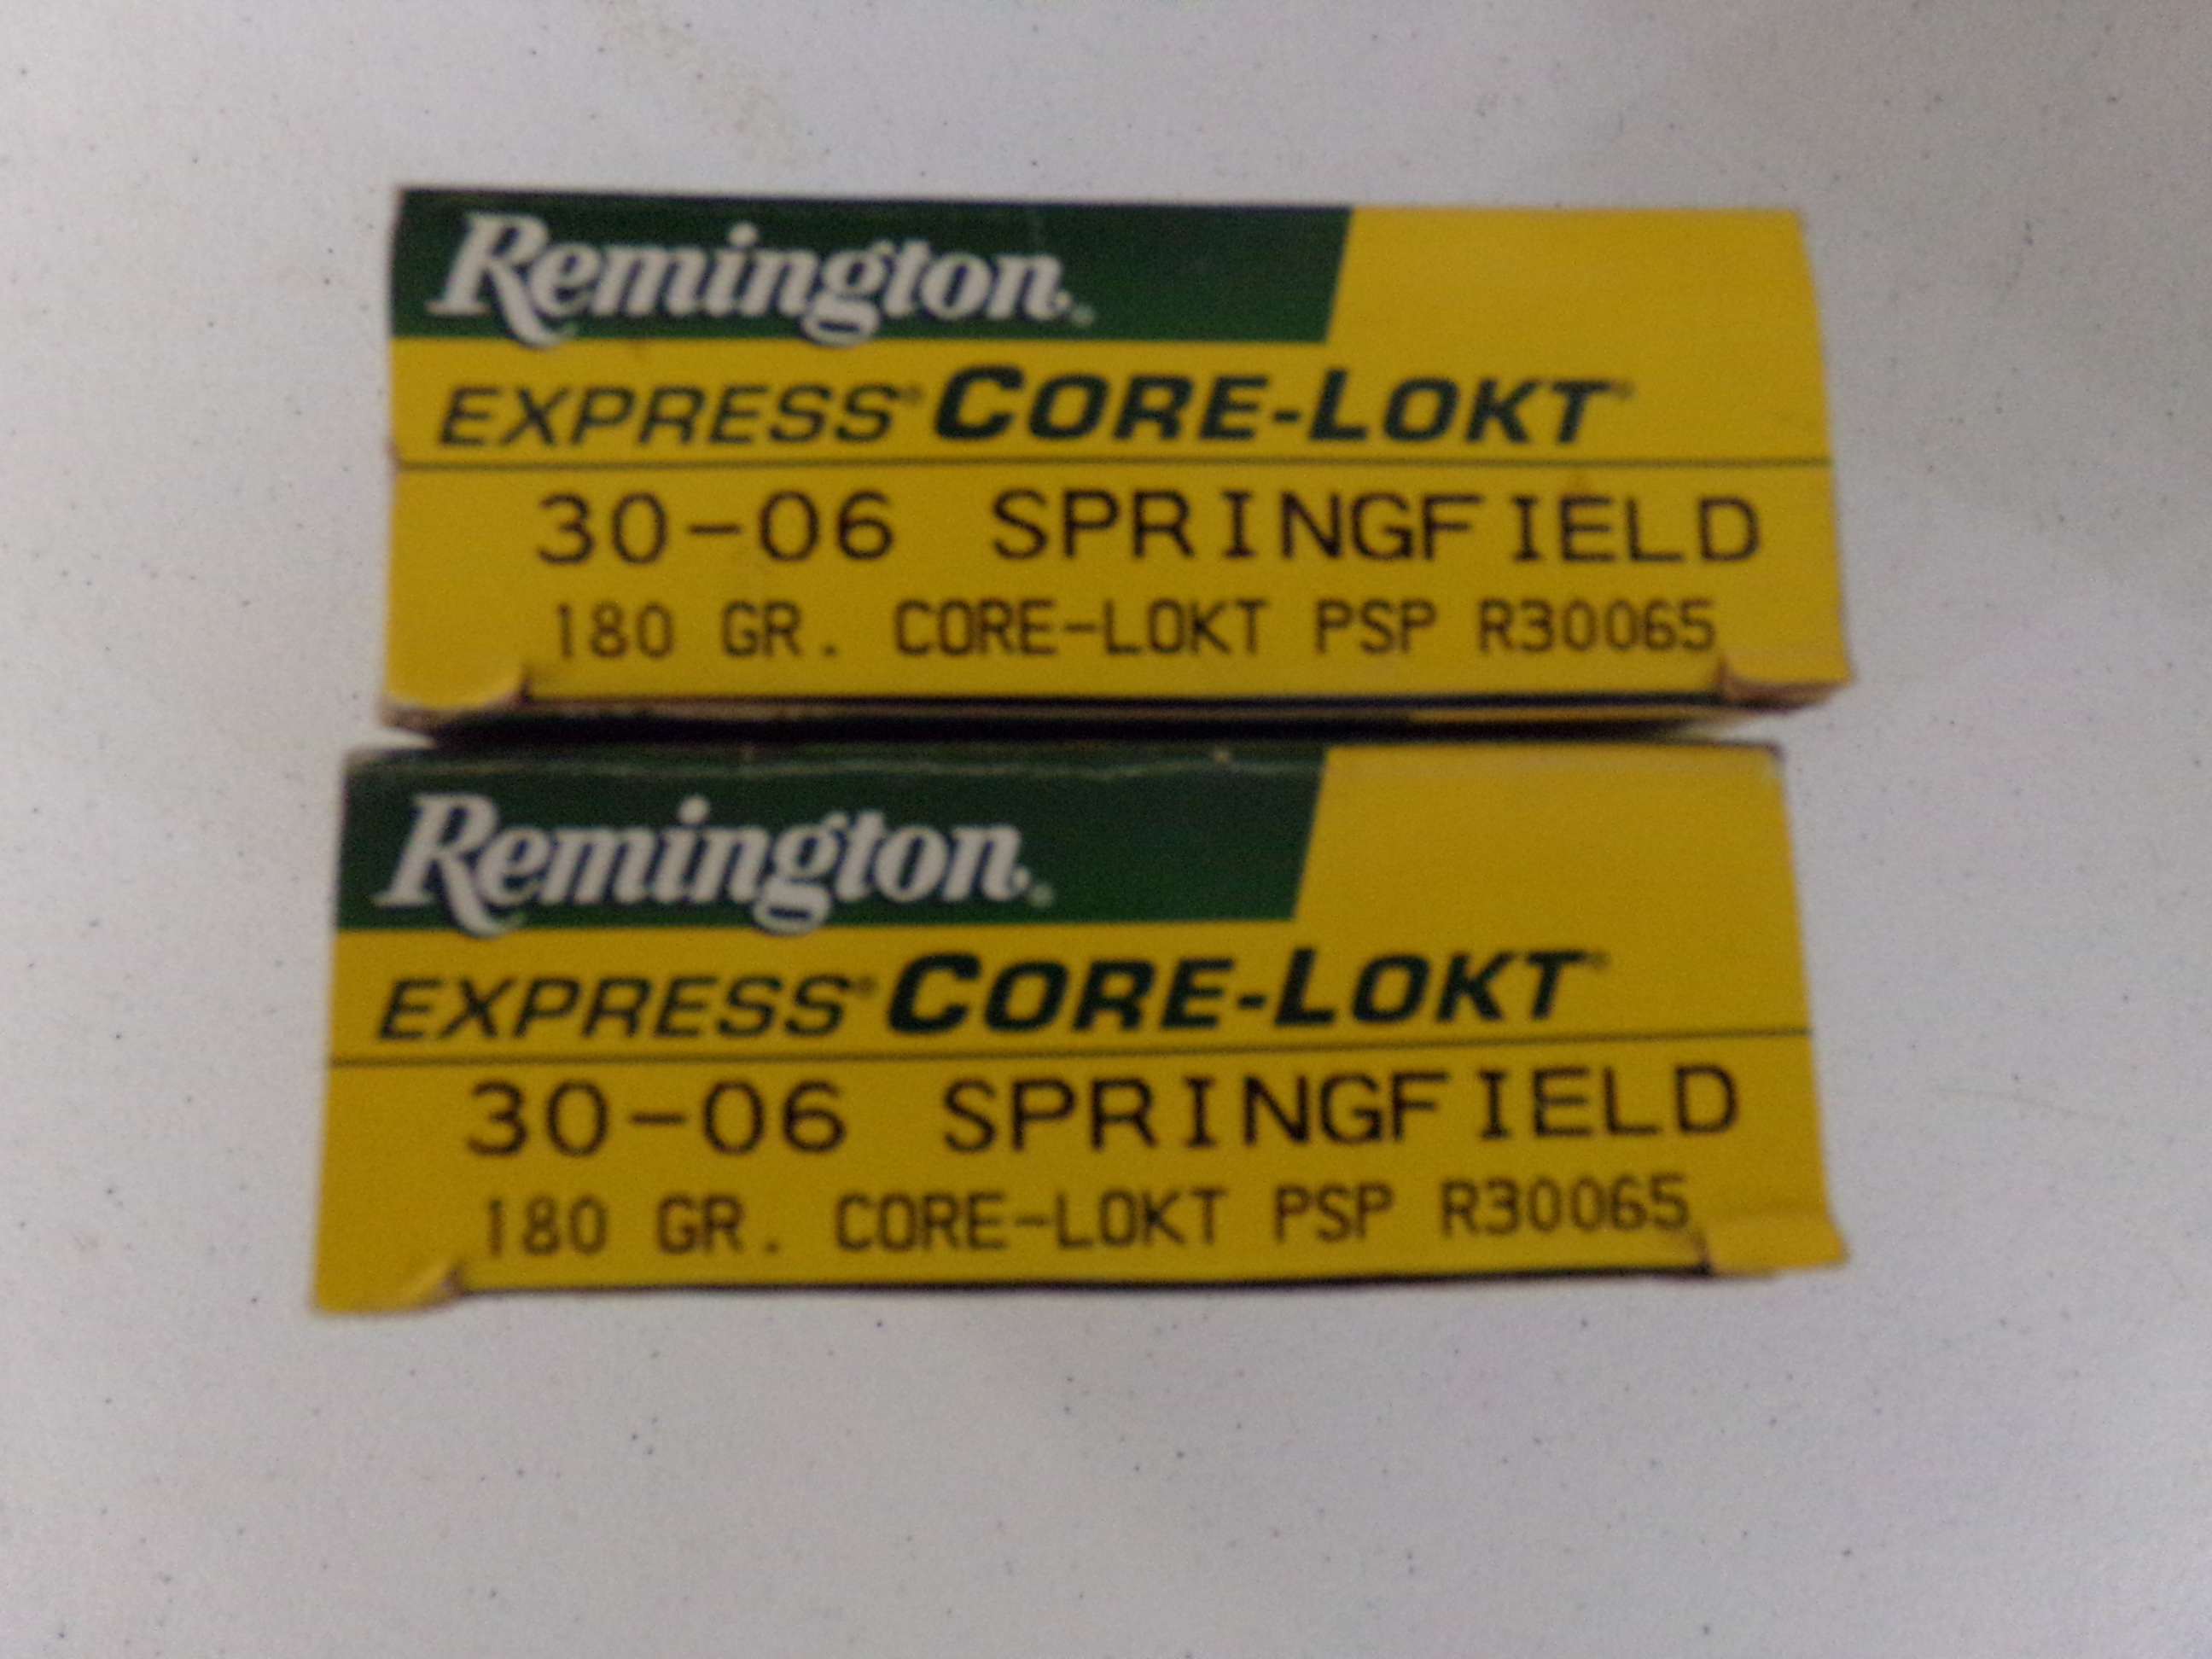 Remington®
EXPRESS® CORE-LOKT®
30-06 SPRINGFIELD
180 GR. CORE-LOKT PSP R30065
Remington®
EXPRESS® CORE-LOKT®
30-06 SPRINGFIELD
180 GR. CORE-LOKT PSP R30065